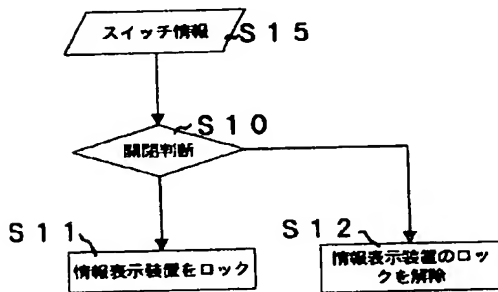 スイッチ情報
S15
S10
開閉判断
S11
情報表示装置をロック
S12
情報表示装置のロッ
クを解除